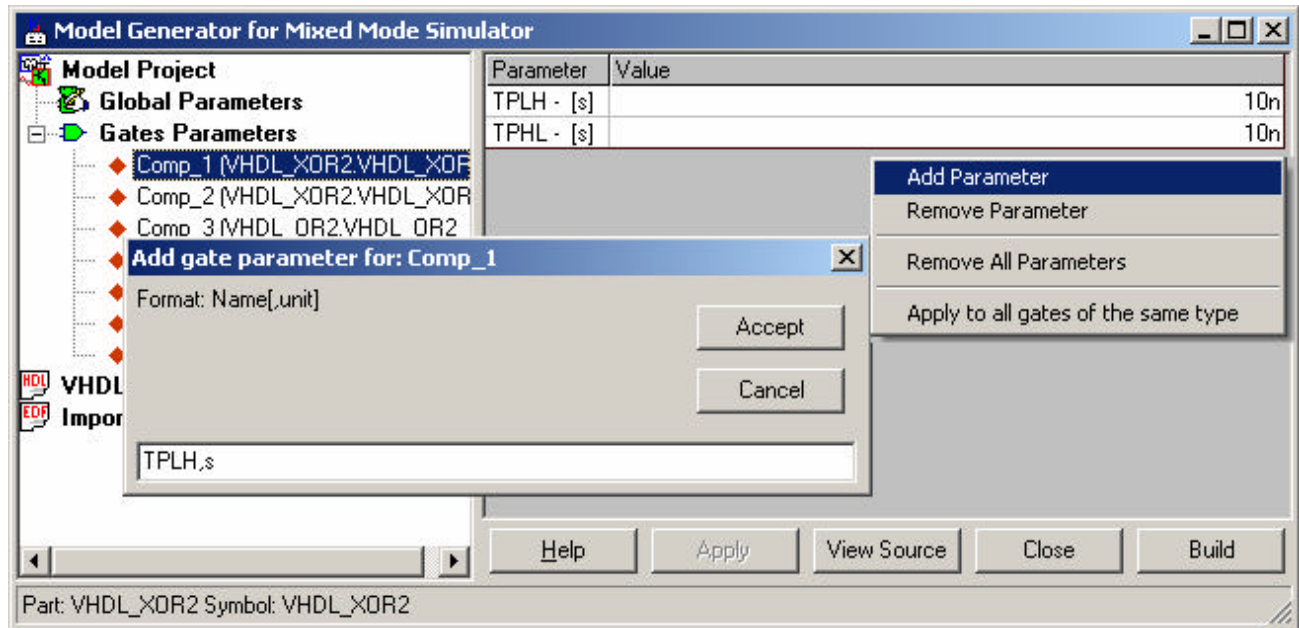 Model Generator for Mixed Mode Simulator
Model Project
Global Parameters
Gates Parameters
Comp_1 (VHDL_XOR2.VHDL_XOR
Comp_2 (VHDL_XOR2.VHDL_XOR
Comp_3 (VHDL_OR2.VHDL_OR2
VHDL
Impor
Parameter Value
TPLH - [s] 10n
TPHL - [s] 10n
Add Parameter
Remove Parameter
Remove All Parameters
Apply to all gates of the same type
Add gate parameter for: Comp_1
Format: Name[,unit]
Accept
Cancel
TPLH,s
Help Apply View Source Close Build
Part: VHDL_XOR2 Symbol: VHDL_XOR2